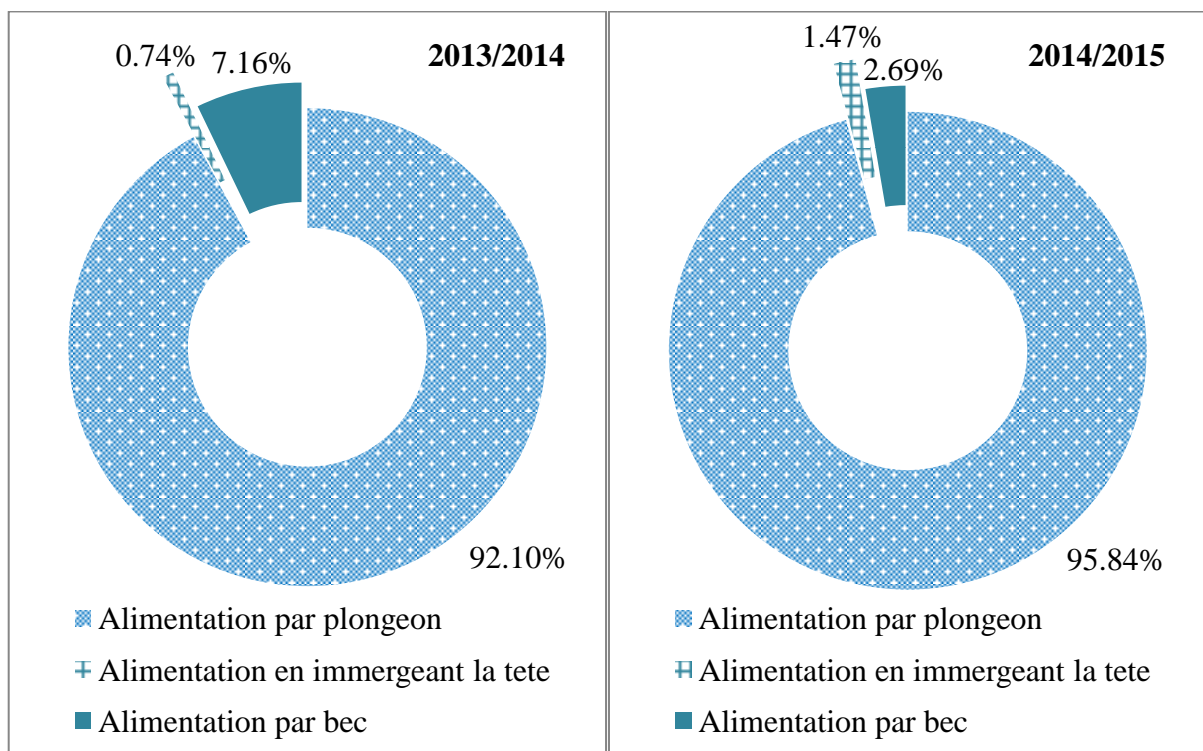 2013/2014
0.74%
7.16%
92.10%
Alimentation par plongeon
Alimentation en immergeant la tete
Alimentation par bec
2014/2015
1.47%
2.69%
95.84%
Alimentation par plongeon
Alimentation en immergeant la tete
Alimentation par bec